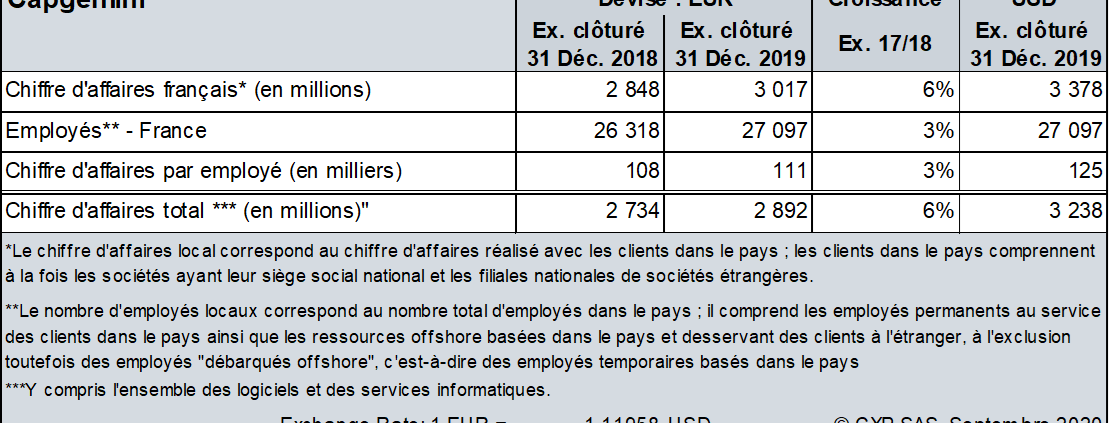 Capgemini Devise : EUR Croissance USD
Ex. clôturé Ex. clôturé Ex. 17/18 Ex. clôturé
31 Déc. 2018 31 Déc. 2019 31 Déc. 2019
Chiffre d'affaires français* (en millions) 2 848 3 017 6% 3 378
Employés** - France 26 318 27 097 3% 27 097
Chiffre d'affaires par employé (en milliers) 108 111 3% 125
Chiffre d'affaires total *** (en millions)" 2 734 2 892 6% 3 238
*Le chiffre d'affaires local correspond au chiffre d'affaires réalisé avec les clients dans le pays ; les clients dans le pays comprennent
à la fois les sociétés ayant leur siège social national et les filiales nationales de sociétés étrangères.
**Le nombre d'employés locaux correspond au nombre total d'employés dans le pays ; il comprend les employés permanents au service
des clients dans le pays ainsi que les ressources offshore basées dans le pays et desservant des clients à l'étranger, à l'exclusion
toutefois des employés "débarqués offshore", c'est-à-dire des employés temporaires basés dans le pays
***Y compris l'ensemble des logiciels et des services informatiques.
Exchange Rate: 1 EUR = 1,11958 USD © CXP SAS, Septembre 2020